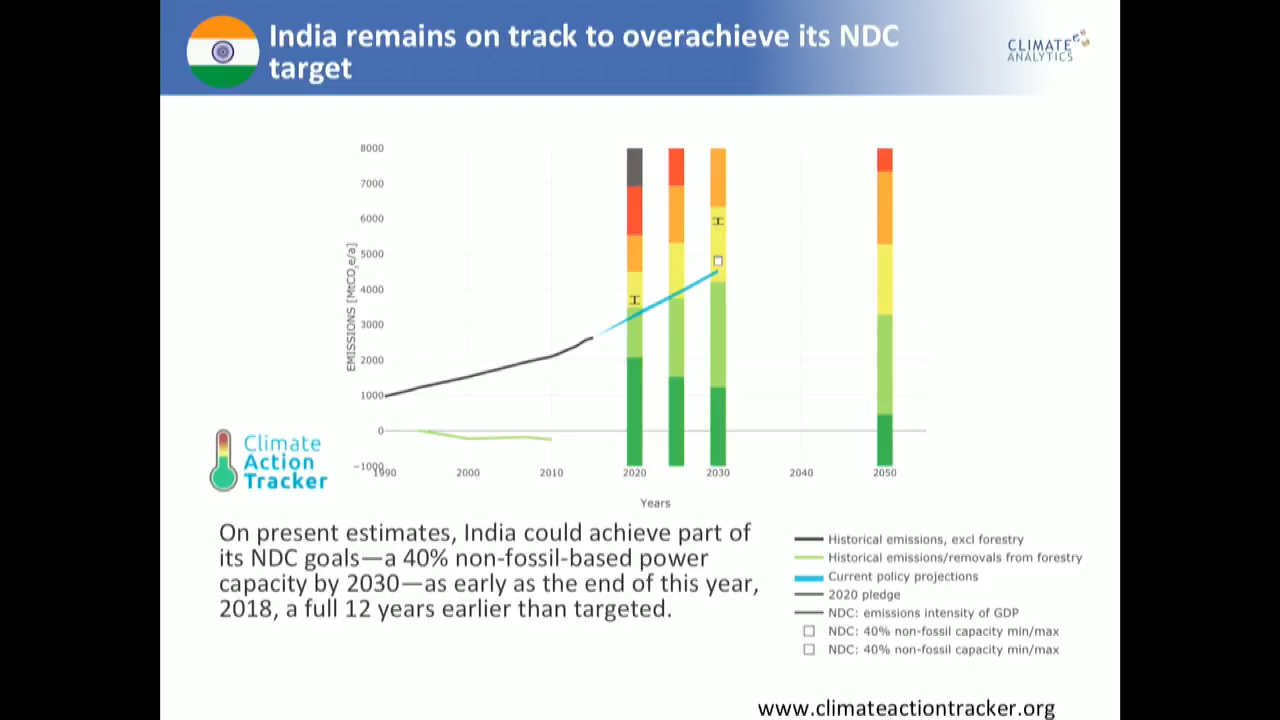 India remains on track to overachieve its NDC
target
CLIMATE
ANALYTICS
8000
7000
6000
5000
4000
3000
2000
1000
0
−1000
EMISSIONS [MtCO₂e/a]
1990
2000
2010
2020
2030
2040
2050
Years
Climate
Action
Tracker
On present estimates, India could achieve part of
its NDC goals—a 40% non-fossil-based power
capacity by 2030—as early as the end of this year,
2018, a full 12 years earlier than targeted.
Historical emissions, excl forestry
Historical emissions/removals from forestry
Current policy projections
2020 pledge
NDC: emissions intensity of GDP
NDC: 40% non-fossil capacity min/max
NDC: 40% non-fossil capacity min/max
www.climateactiontracker.org